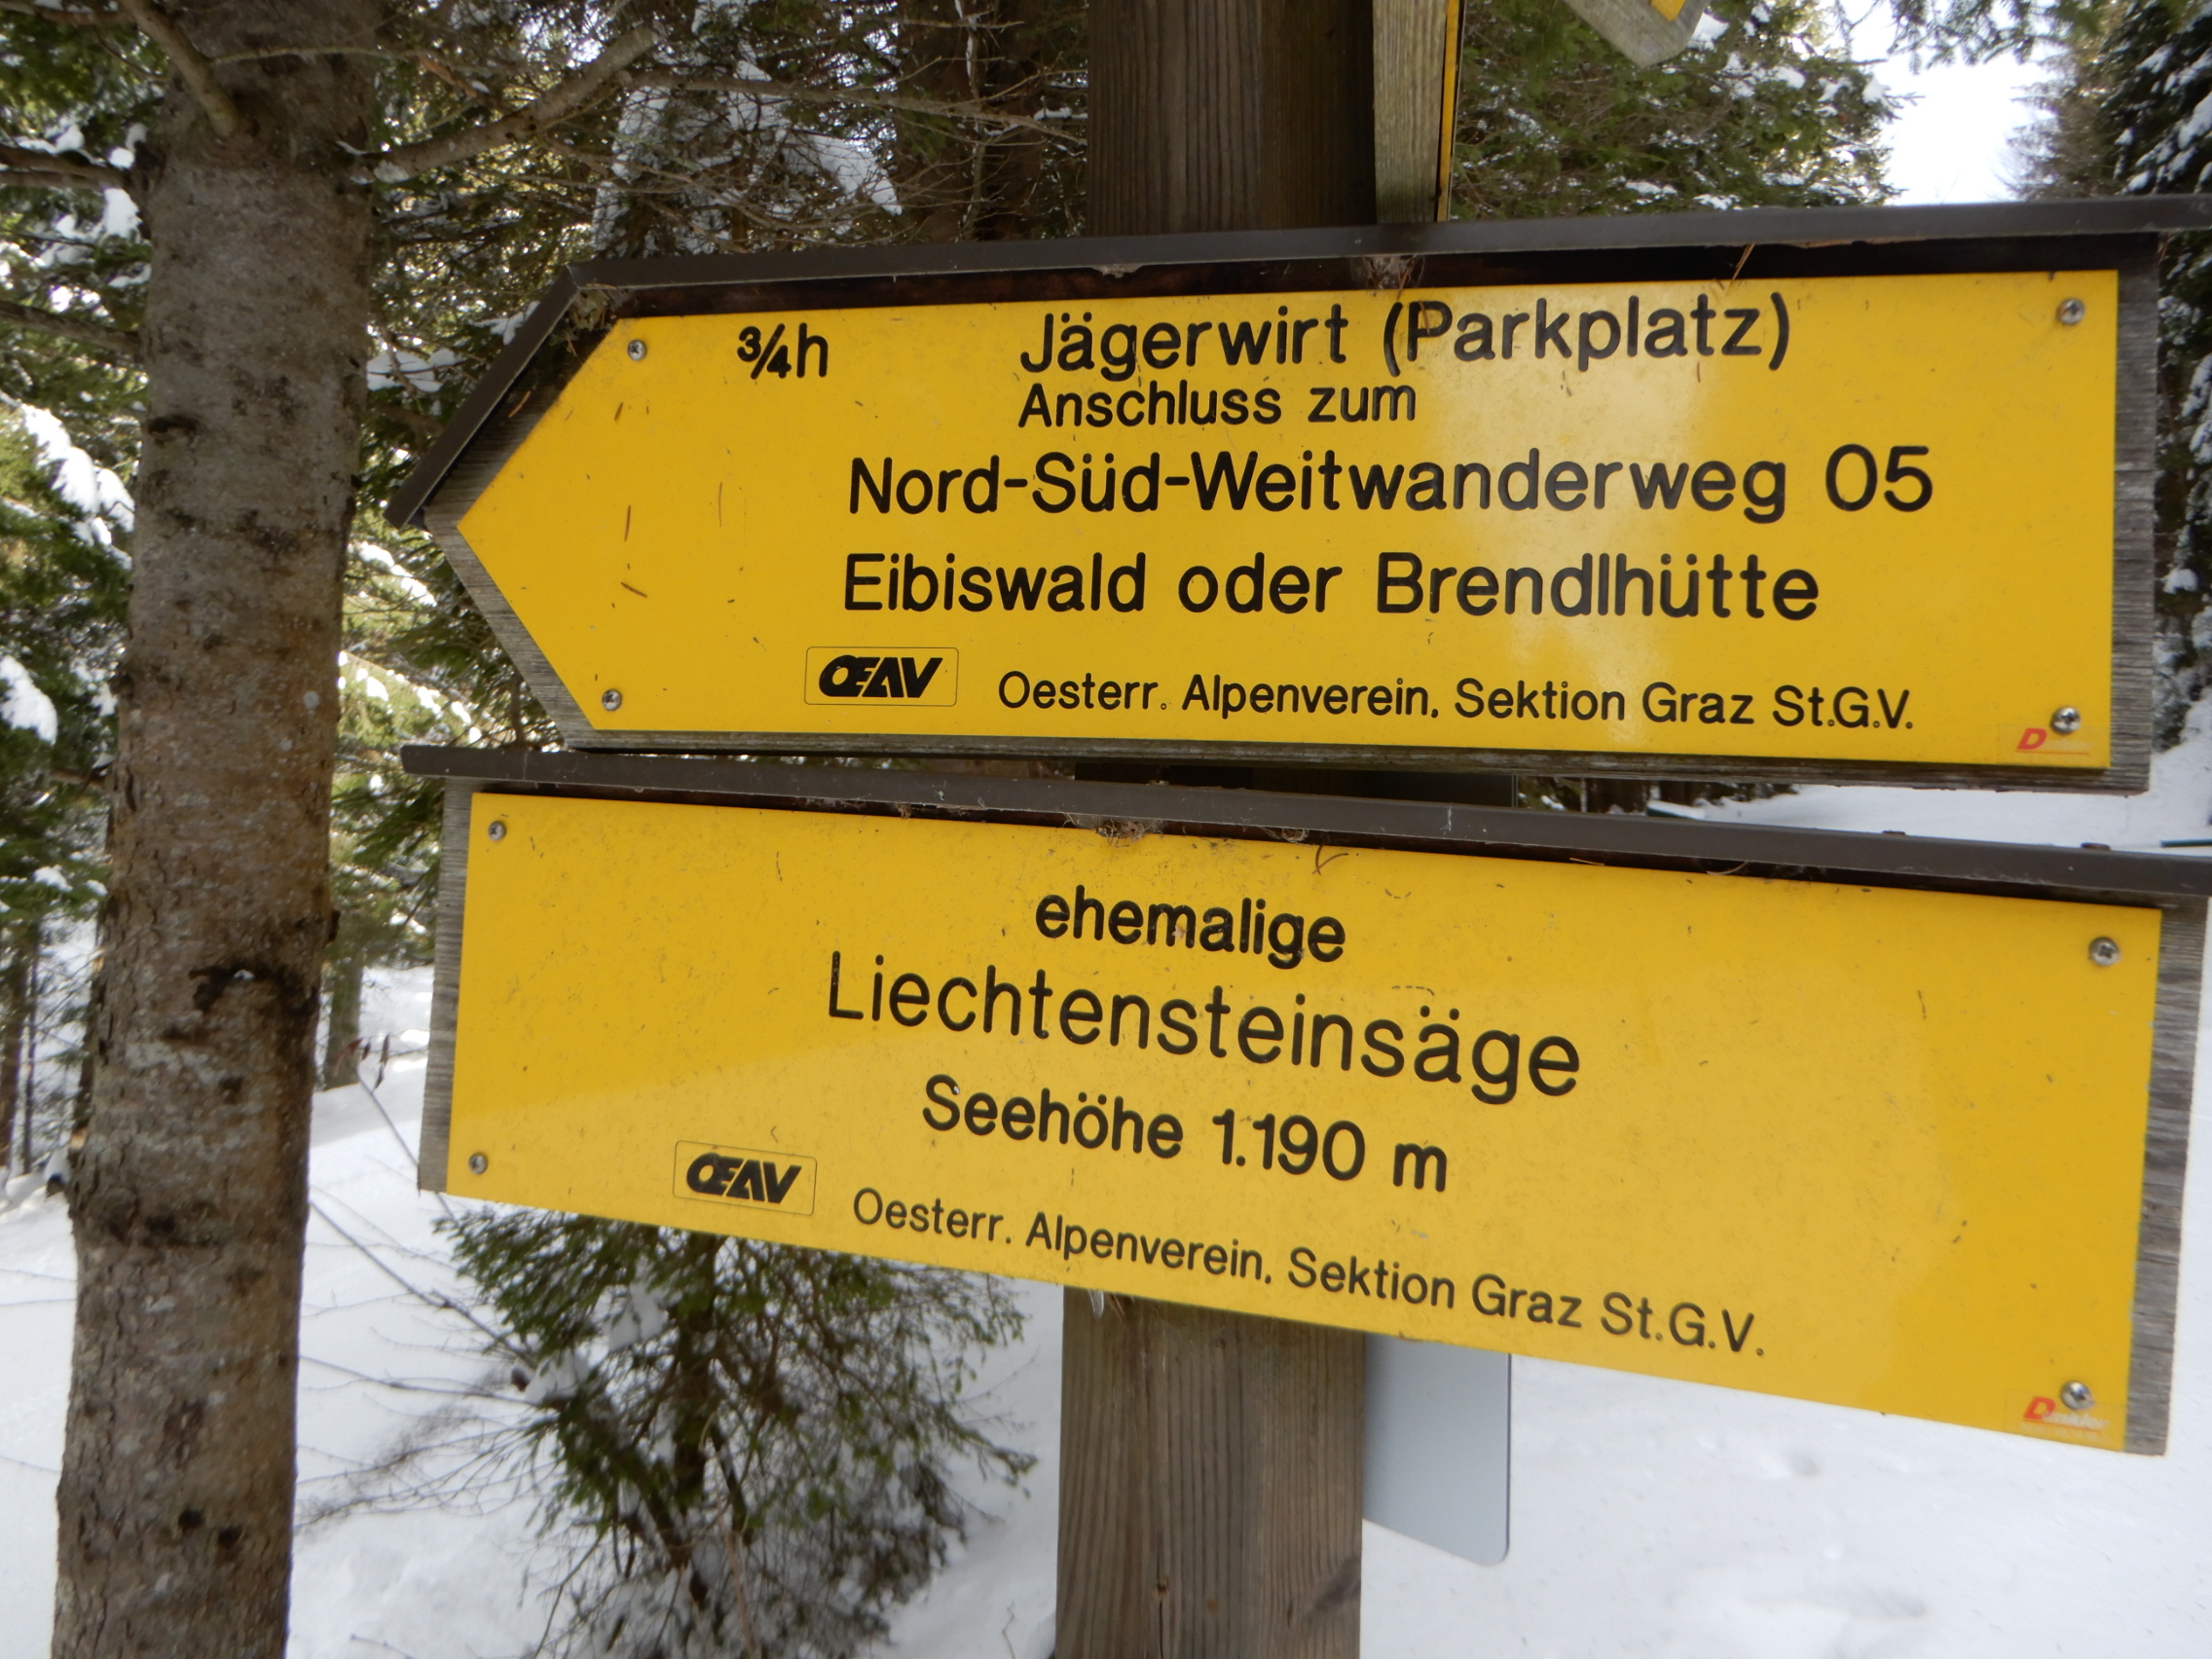 ¾h Jägerwirt (Parkplatz)
Anschluss zum
Nord-Süd-Weitwanderweg 05
Eibiswald oder Brendlhütte
OEAV Oesterr. Alpenverein, Sektion Graz St.G.V.
ehemalige
Liechtensteinsäge
Seehöhe 1.190 m
OEAV Oesterr. Alpenverein, Sektion Graz St.G.V.